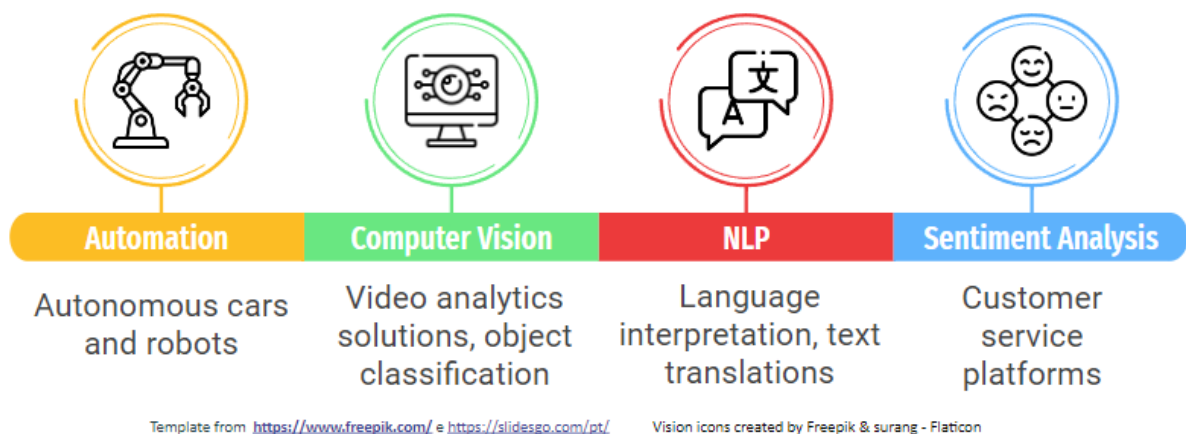 文
A
Automation
Computer Vision
NLP
Sentiment Analysis
Autonomous cars
and robots
Video analytics
solutions, object
classification
Language
interpretation, text
translations
Customer
service
platforms
Template from https://www.freepik.com/ e https://slidesgo.com/pt/
Vision icons created by Freepik & surang - Flaticon